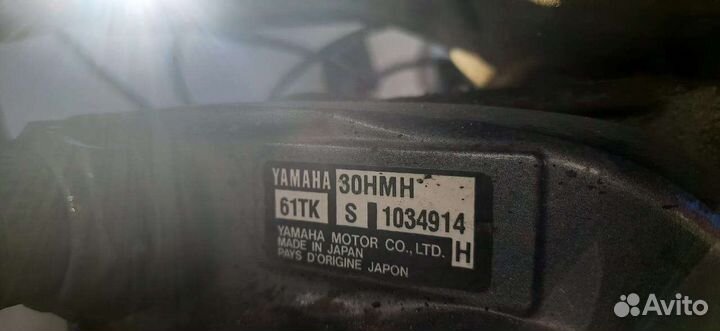 YAMAHA 30HMH
61TK S 1034914
YAMAHA MOTOR CO., LTD.
MADE IN JAPAN H
PAYS D'ORIGINE JAPON
Avito